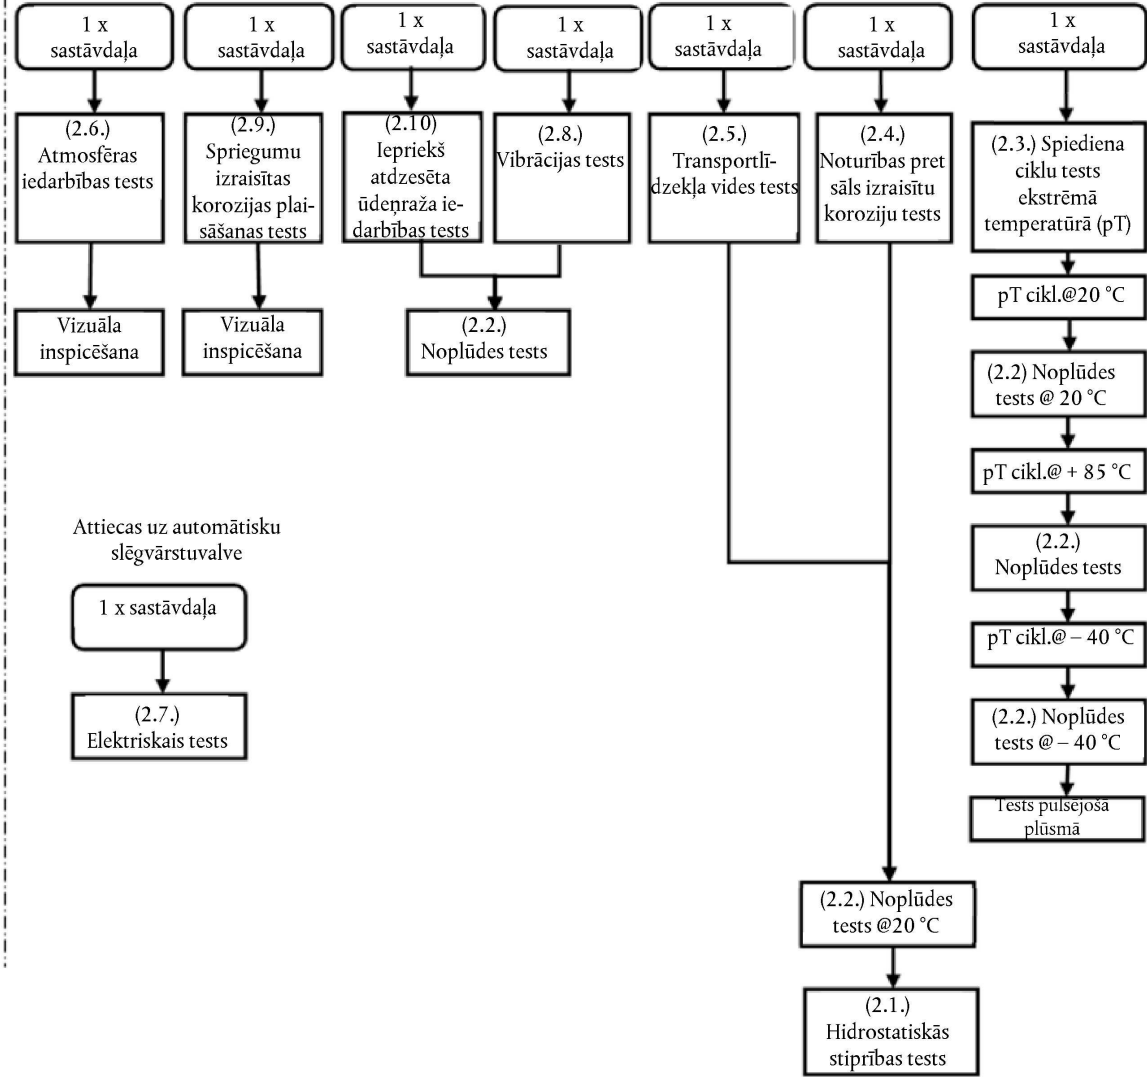 1 x
sastāvdaļa
1 x
sastāvdaļa
1 x
sastāvdaļa
1 x
sastāvdaļa
1 x
sastāvdaļa
1 x
sastāvdaļa
1 x
sastāvdaļa
(2.6.)
Atmosfēras
iedarbības tests
(2.9.)
Spriegumu
izraisītas
korozijas plai-
sāšanas tests
(2.10)
Iepriekš
atdzesēta
ūdeņraža ie-
darbības tests
(2.8.)
Vibrācijas tests
(2.5.)
Transportlī-
dzekļa vides tests
(2.4.)
Noturības pret
sāls izraisītu
koroziju tests
(2.3.) Spiediena
ciklu tests
ekstrēmā
temperatūrā (pT)
Vizuāla
inspicēšana
Vizuāla
inspicēšana
(2.2.)
Noplūdes tests
pT cikl.@20 °C
(2.2) Noplūdes
tests @ 20 °C
pT cikl.@ + 85 °C
(2.2.)
Noplūdes tests
pT cikl.@ – 40 °C
(2.2.) Noplūdes
tests @ – 40 °C
Tests pulsējošā
plūsmā
Attiecas uz automātisku
slēgvārstuvalve
1 x sastāvdaļa
(2.7.)
Elektriskais tests
(2.2.) Noplūdes
tests @20 °C
(2.1.)
Hidrostatiskās
stiprības tests